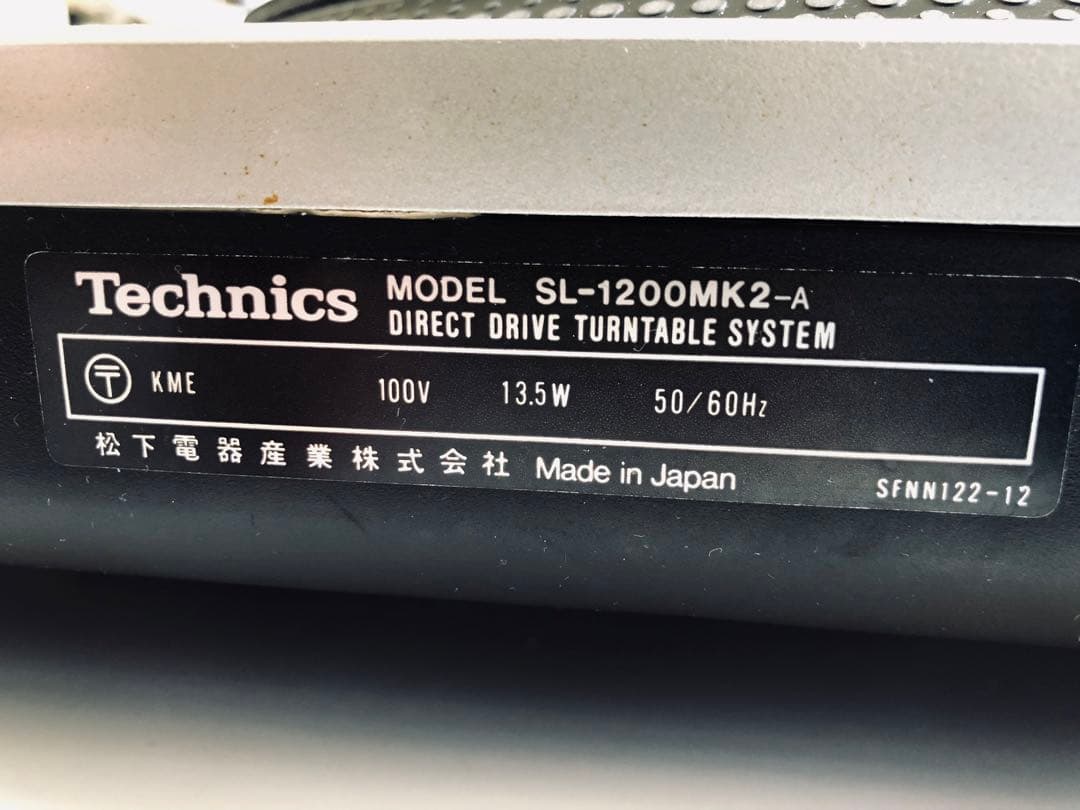 Technics MODEL SL-1200MK2-A
DIRECT DRIVE TURNTABLE SYSTEM
〒 KME 100V 13.5W 50/60Hz
松下電器産業株式会社 Made in Japan SFNN122-12